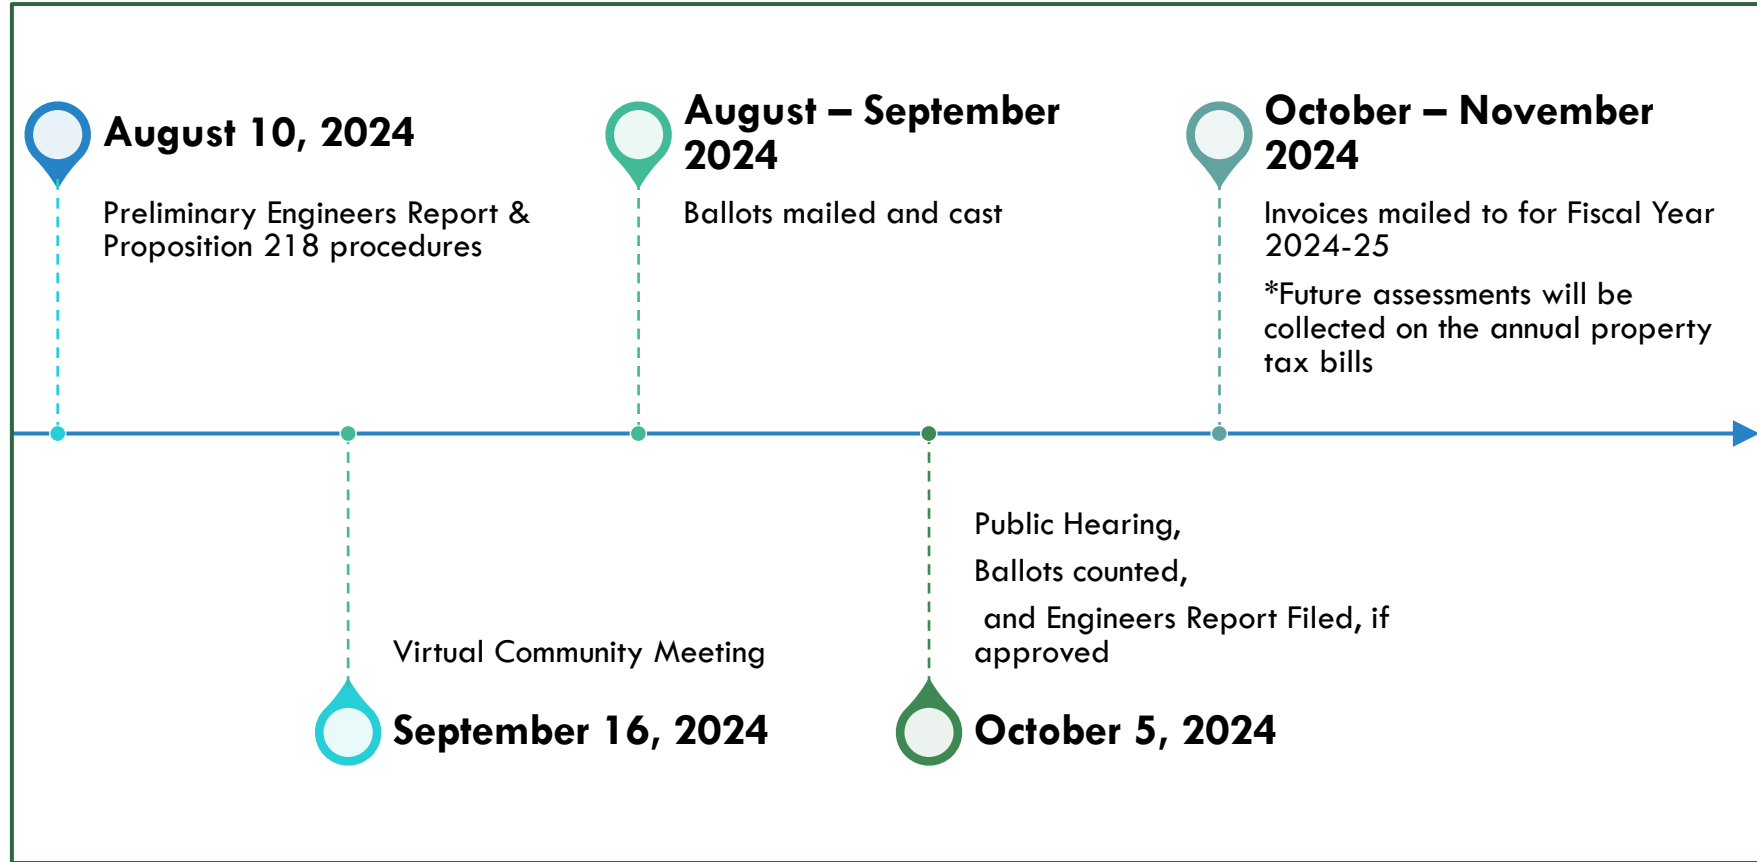 August 10, 2024
Preliminary Engineers Report &
Proposition 218 procedures
Virtual Community Meeting
September 16, 2024
August – September
2024
Ballots mailed and cast
Public Hearing,
Ballots counted,
and Engineers Report Filed, if
approved
October 5, 2024
October – November
2024
Invoices mailed to for Fiscal Year
2024-25
*Future assessments will be
collected on the annual property
tax bills